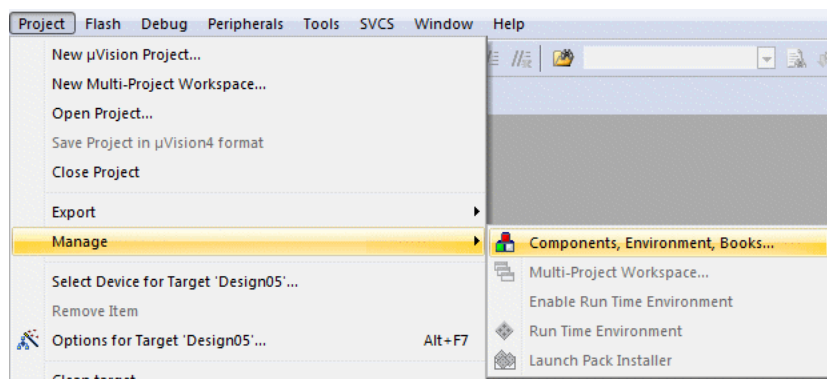 Project Flash Debug Peripherals Tools SVCS Window Help
New µVision Project...
New Multi-Project Workspace...
Open Project...
Save Project in µVision4 format
Close Project
Export
Manage
Components, Environment, Books...
Multi-Project Workspace...
Enable Run Time Environment
Run Time Environment
Launch Pack Installer
Select Device for Target 'Design05'...
Remove Item
Options for Target 'Design05'... Alt+F7